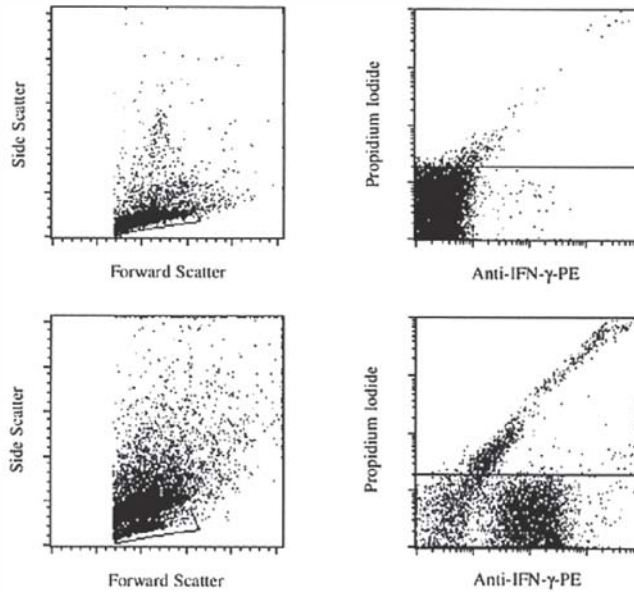 Side Scatter
Forward Scatter
Propidium Iodide
Anti-IFN-γ-PE
Side Scatter
Forward Scatter
Propidium Iodide
Anti-IFN-γ-PE